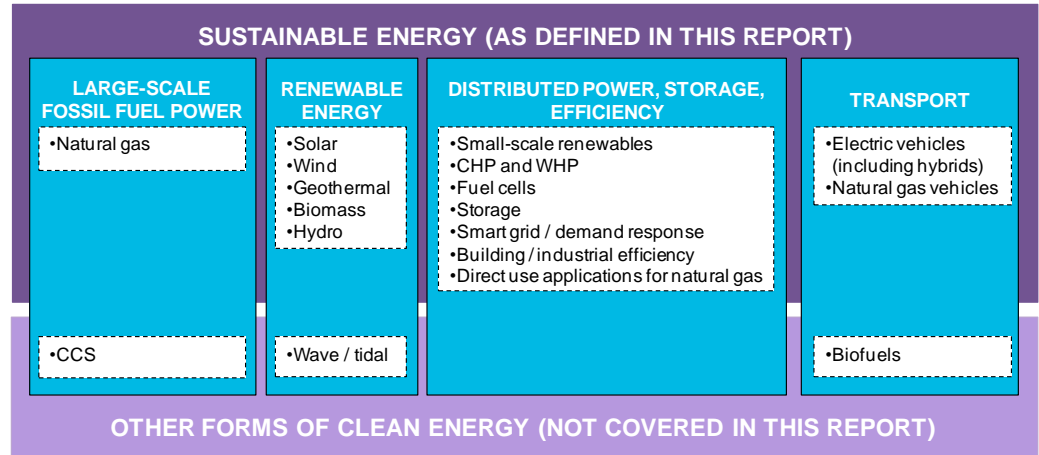 SUSTAINABLE ENERGY (AS DEFINED IN THIS REPORT)
LARGE-SCALE
FOSSIL FUEL POWER
•Natural gas
•CCS
RENEWABLE
ENERGY
•Solar
•Wind
•Geothermal
•Biomass
•Hydro
•Wave / tidal
DISTRIBUTED POWER, STORAGE,
EFFICIENCY
•Small-scale renewables
•CHP and WHP
•Fuel cells
•Storage
•Smart grid / demand response
•Building / industrial efficiency
•Direct use applications for natural gas
TRANSPORT
•Electric vehicles
(including hybrids)
•Natural gas vehicles
•Biofuels
OTHER FORMS OF CLEAN ENERGY (NOT COVERED IN THIS REPORT)